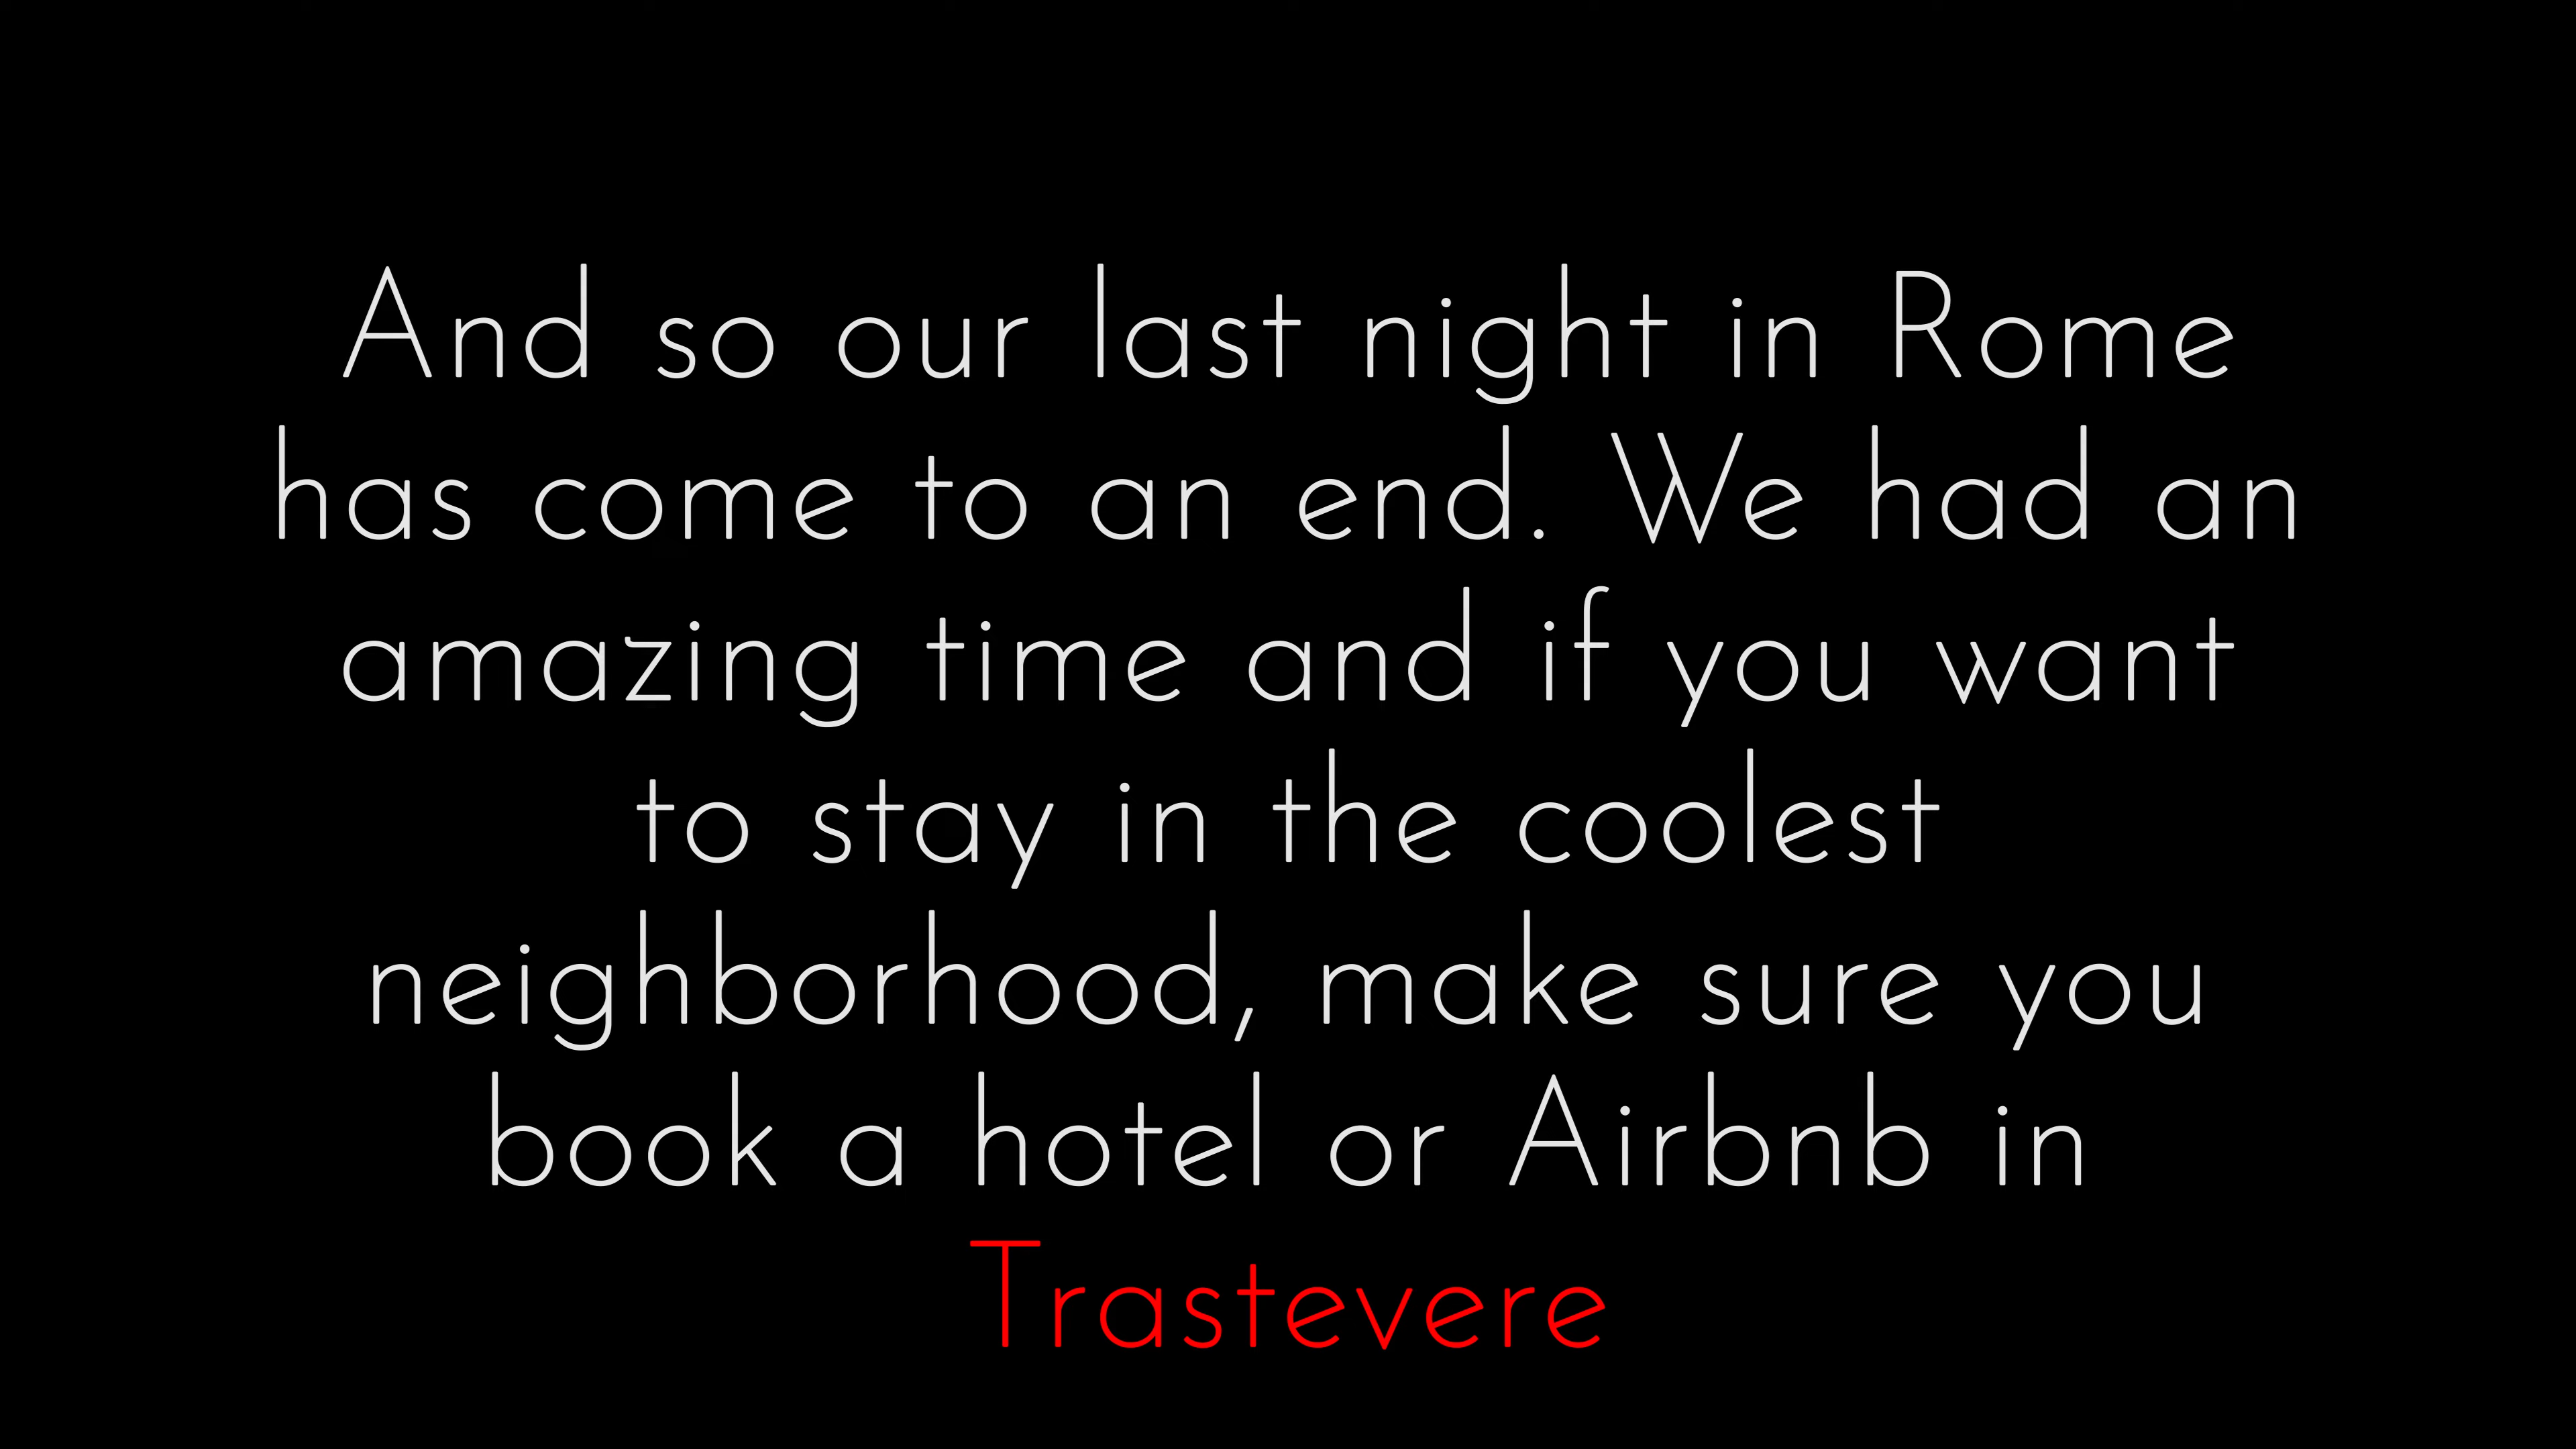 And so our last night in Rome
has come to an end. We had an
amazing time and if you want
to stay in the coolest
neighborhood, make sure you
book a hotel or Airbnb in
Trastevere